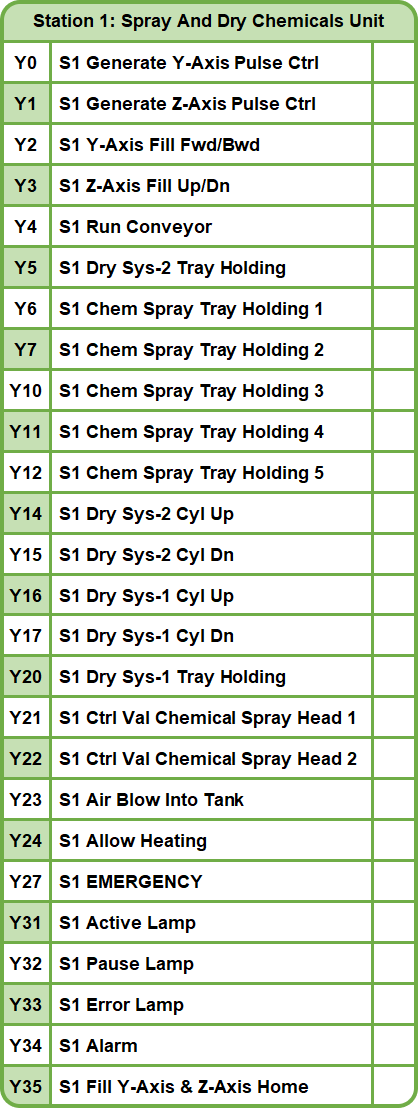 Station 1: Spray And Dry Chemicals Unit
Y0 S1 Generate Y-Axis Pulse Ctrl
Y1 S1 Generate Z-Axis Pulse Ctrl
Y2 S1 Y-Axis Fill Fwd/Bwd
Y3 S1 Z-Axis Fill Up/Dn
Y4 S1 Run Conveyor
Y5 S1 Dry Sys-2 Tray Holding
Y6 S1 Chem Spray Tray Holding 1
Y7 S1 Chem Spray Tray Holding 2
Y10 S1 Chem Spray Tray Holding 3
Y11 S1 Chem Spray Tray Holding 4
Y12 S1 Chem Spray Tray Holding 5
Y14 S1 Dry Sys-2 Cyl Up
Y15 S1 Dry Sys-2 Cyl Dn
Y16 S1 Dry Sys-1 Cyl Up
Y17 S1 Dry Sys-1 Cyl Dn
Y20 S1 Dry Sys-1 Tray Holding
Y21 S1 Ctrl Val Chemical Spray Head 1
Y22 S1 Ctrl Val Chemical Spray Head 2
Y23 S1 Air Blow Into Tank
Y24 S1 Allow Heating
Y27 S1 EMERGENCY
Y31 S1 Active Lamp
Y32 S1 Pause Lamp
Y33 S1 Error Lamp
Y34 S1 Alarm
Y35 S1 Fill Y-Axis & Z-Axis Home